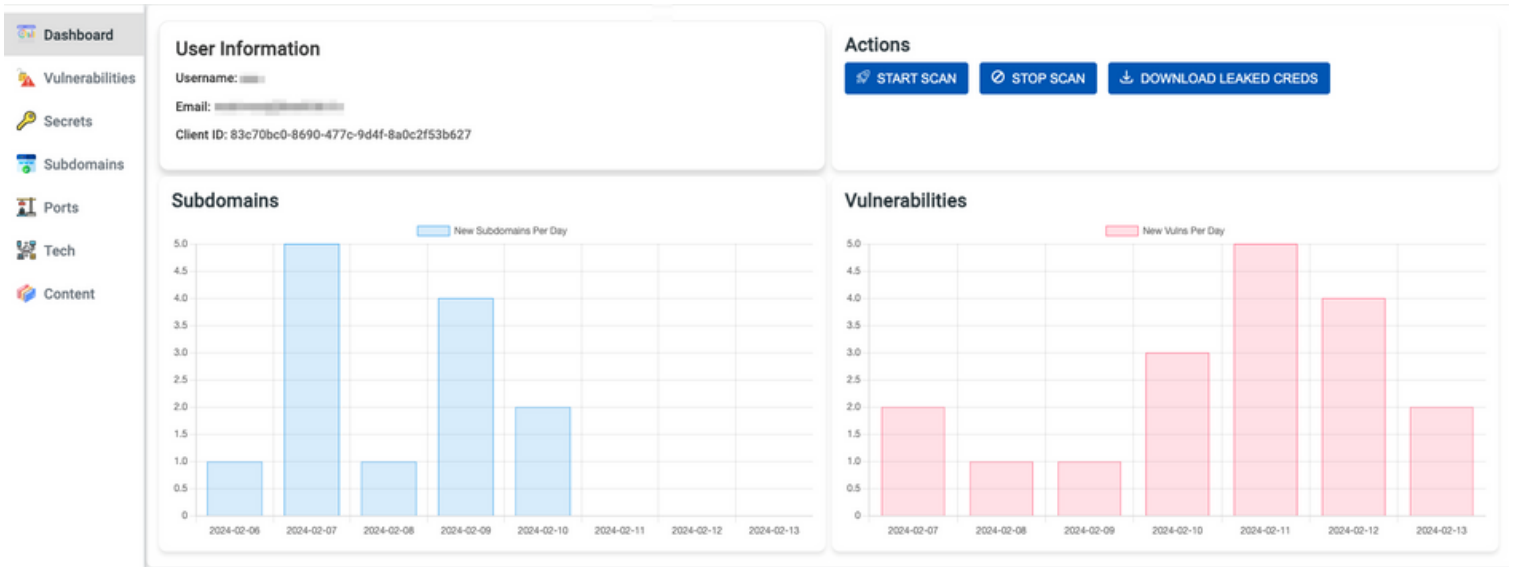 Dashboard
Vulnerabilities
Secrets
Subdomains
Ports
Tech
Content
User Information
Username:
Email:
Client ID: 83c70bc0-8690-477c-9d4f-8a0c2f53b627
Actions
START SCAN
STOP SCAN
DOWNLOAD LEAKED CREDS
Subdomains
New Subdomains Per Day
5.0
4.5
4.0
3.5
3.0
2.5
2.0
1.5
1.0
0.5
0
2024-02-06 2024-02-07 2024-02-08 2024-02-09 2024-02-10 2024-02-11 2024-02-12 2024-02-13
Vulnerabilities
New Vulns Per Day
5.0
4.5
4.0
3.5
3.0
2.5
2.0
1.5
1.0
0.5
0
2024-02-07 2024-02-08 2024-02-09 2024-02-10 2024-02-11 2024-02-12 2024-02-13